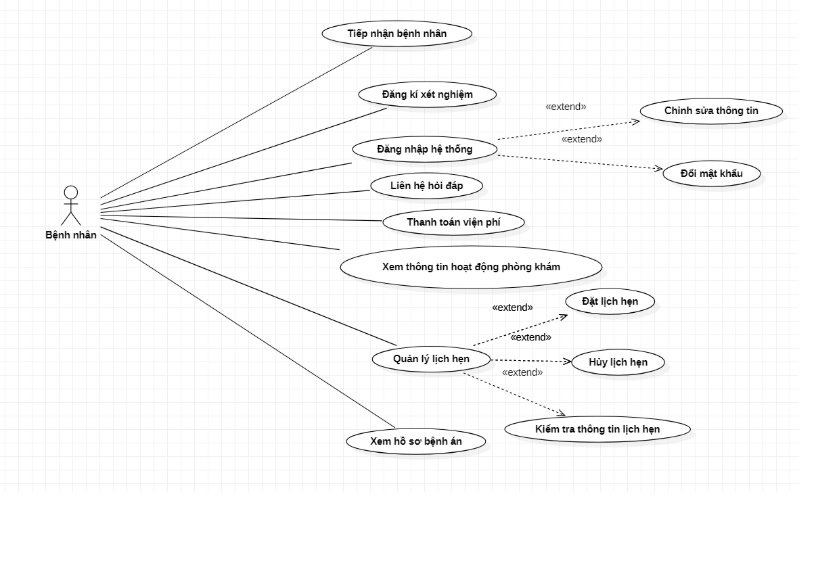 Tiếp nhận bệnh nhân
Đăng kí xét nghiệm
«extend»
Chỉnh sửa thông tin
Đăng nhập hệ thống
«extend»
Đổi mật khẩu
Liên hệ hỏi đáp
Thanh toán viện phí
Bệnh nhân
Xem thông tin hoạt động phòng khám
«extend»
Đặt lịch hẹn
«extend»
Quản lý lịch hẹn
Hủy lịch hẹn
«extend»
Kiểm tra thông tin lịch hẹn
Xem hồ sơ bệnh án